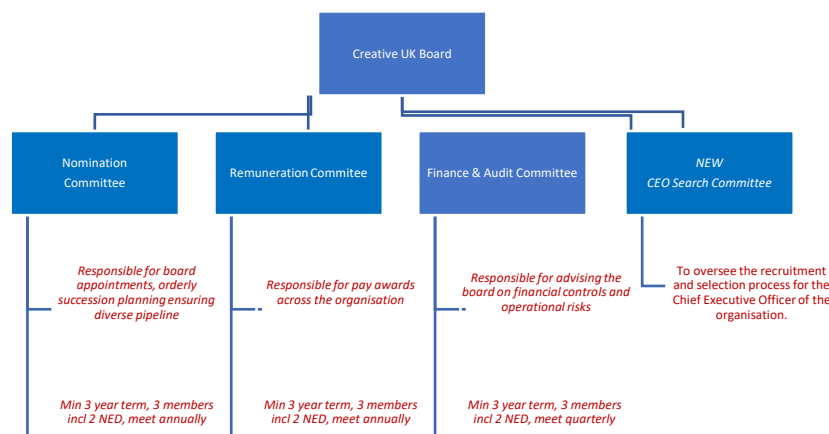 Creative UK Board
Nomination
Committee
Remuneration Commitee
Finance & Audit Committee
NEW
CEO Search Committee
Responsible for board
appointments, orderly
succession planning ensuring
diverse pipeline
Responsible for pay awards
across the organisation
Responsible for advising the
board on financial controls and
operational risks
To oversee the recruitment
and selection process for the
Chief Executive Officer of the
organisation.
Min 3 year term, 3 members
incl 2 NED, meet annually
Min 3 year term, 3 members
incl 2 NED, meet annually
Min 3 year term, 3 members
incl 2 NED, meet quarterly